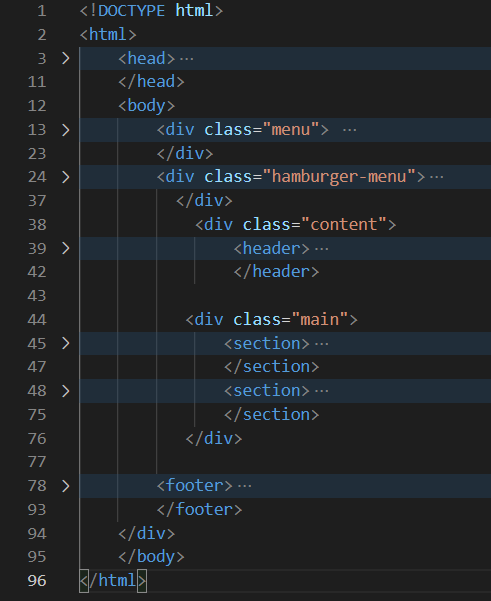 1 <!DOCTYPE html>
2 <html>
3 > <head>…
11 </head>
12 <body>
13 > <div class="menu"> …
23 </div>
24 > <div class="hamburger-menu">…
37 </div>
38 <div class="content">
39 > <header>…
42 </header>
43
44 <div class="main">
45 > <section>…
47 </section>
48 > <section>…
75 </section>
76 </div>
77
78 > <footer>…
93 </footer>
94 </div>
95 </body>
96 </html>